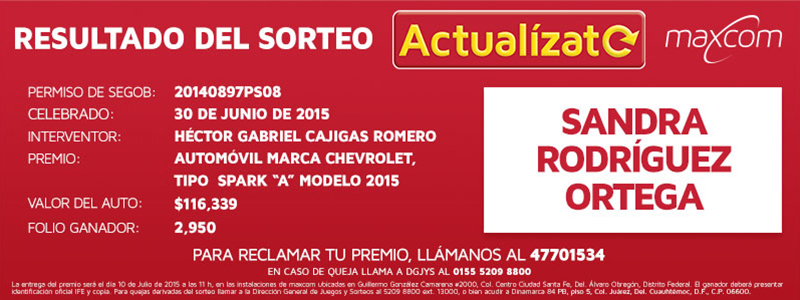 RESULTADO DEL SORTEO Actualízate maxcom
PERMISO DE SEGOB: 20140897PS08
CELEBRADO: 30 DE JUNIO DE 2015
INTERVENTOR: HÉCTOR GABRIEL CAJIGAS ROMERO
PREMIO: AUTOMÓVIL MARCA CHEVROLET,
TIPO SPARK “A” MODELO 2015
VALOR DEL AUTO: $116,339
FOLIO GANADOR: 2,950
SANDRA
RODRÍGUEZ
ORTEGA
PARA RECLAMAR TU PREMIO, LLÁMANOS AL 47701534
EN CASO DE QUEJA LLAMA A DGJYS AL 0155 5209 8800
La entrega del premio será el día 10 de Julio de 2015 a las 11 h, en las instalaciones de maxcom ubicadas en Guillermo González Camarena #2000, Col. Centro Ciudad Santa Fe, Del. Álvaro Obregón, Distrito Federal. El ganador deberá presentar
identificación oficial IFE y copia. Para quejas derivadas del sorteo llamar a la Dirección General de Juegos y Sorteos al 5209 8800 ext. 13000, o bien acudir a Dinamarca 84 PB, piso 5, Col. Juárez, Del. Cuauhtémoc, D.F., C.P. 06600.